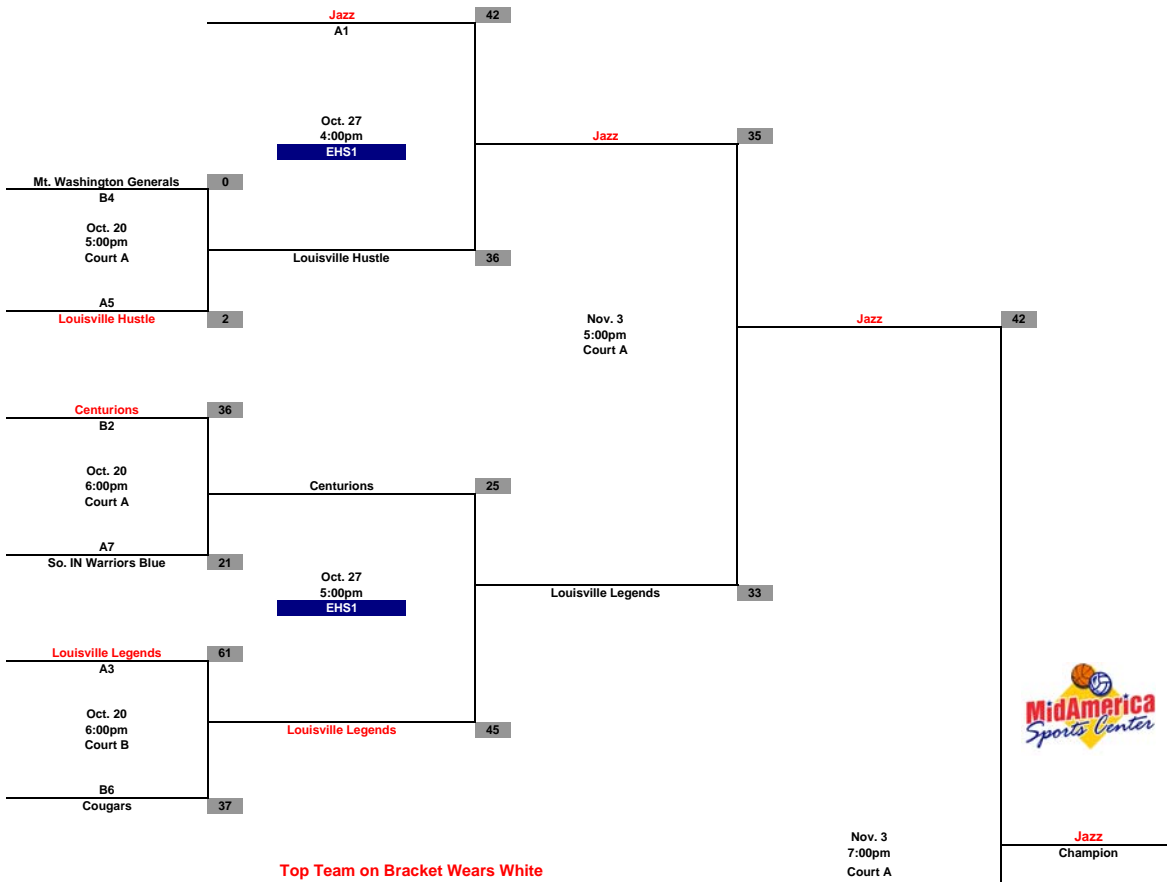 Jazz 42
A1
Oct. 27
4:00pm
EHS1
Jazz 35
Mt. Washington Generals 0
B4
Oct. 20
5:00pm
Court A
Louisville Hustle 36
A5
Louisville Hustle 2
Nov. 3
5:00pm
Court A
Jazz 42
Centurions 36
B2
Oct. 20
6:00pm
Court A
Centurions 25
A7
So. IN Warriors Blue 21
Oct. 27
5:00pm
EHS1
Louisville Legends 33
Louisville Legends 61
A3
Oct. 20
6:00pm
Court B
Louisville Legends 45
MidAmerica
Sports Center
B6
Cougars 37
Nov. 3
7:00pm
Court A
Jazz
Champion
Top Team on Bracket Wears White